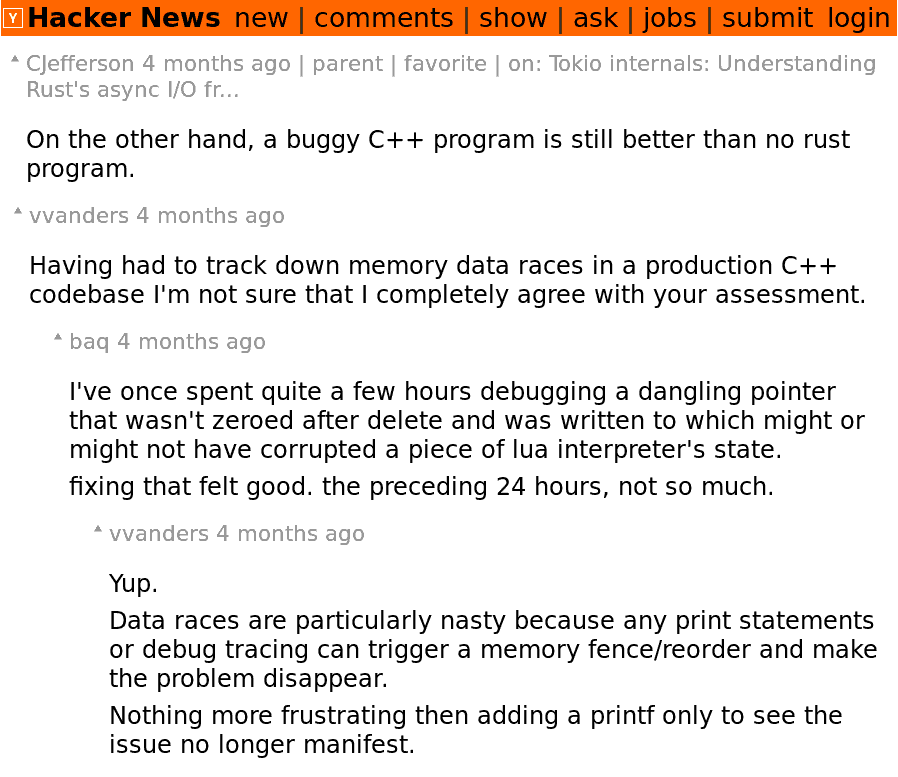 Y Hacker News new | comments | show | ask | jobs | submit login
▲ CJefferson 4 months ago | parent | favorite | on: Tokio internals: Understanding
Rust's async I/O fr...
On the other hand, a buggy C++ program is still better than no rust
program.
▲ vvanders 4 months ago
Having had to track down memory data races in a production C++
codebase I'm not sure that I completely agree with your assessment.
▲ baq 4 months ago
I've once spent quite a few hours debugging a dangling pointer
that wasn't zeroed after delete and was written to which might or
might not have corrupted a piece of lua interpreter's state.
fixing that felt good. the preceding 24 hours, not so much.
▲ vvanders 4 months ago
Yup.
Data races are particularly nasty because any print statements
or debug tracing can trigger a memory fence/reorder and make
the problem disappear.
Nothing more frustrating then adding a printf only to see the
issue no longer manifest.